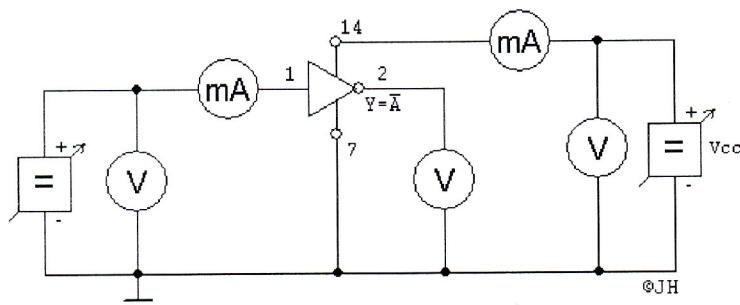 14
mA
1
mA
2
Y=A̅
7
+
=
-
V
V
V
+
=
-
Vcc
©JH